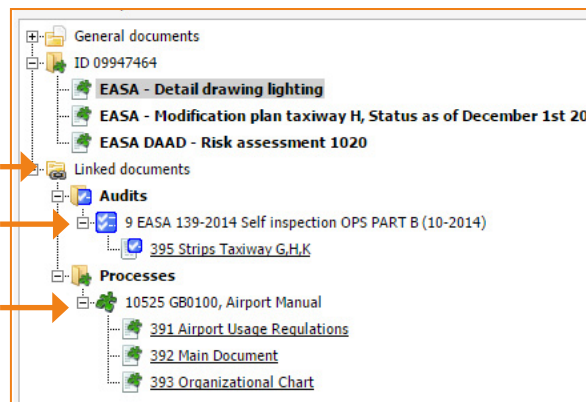 General documents
ID 09947464
EASA - Detail drawing lighting
EASA - Modification plan taxiway H, Status as of December 1st 20
EASA DAAD - Risk assessment 1020
Linked documents
Audits
9 EASA 139-2014 Self inspection OPS PART B (10-2014)
395 Strips Taxiway G,H,K
Processes
10525 GB0100, Airport Manual
391 Airport Usage Regulations
392 Main Document
393 Organizational Chart